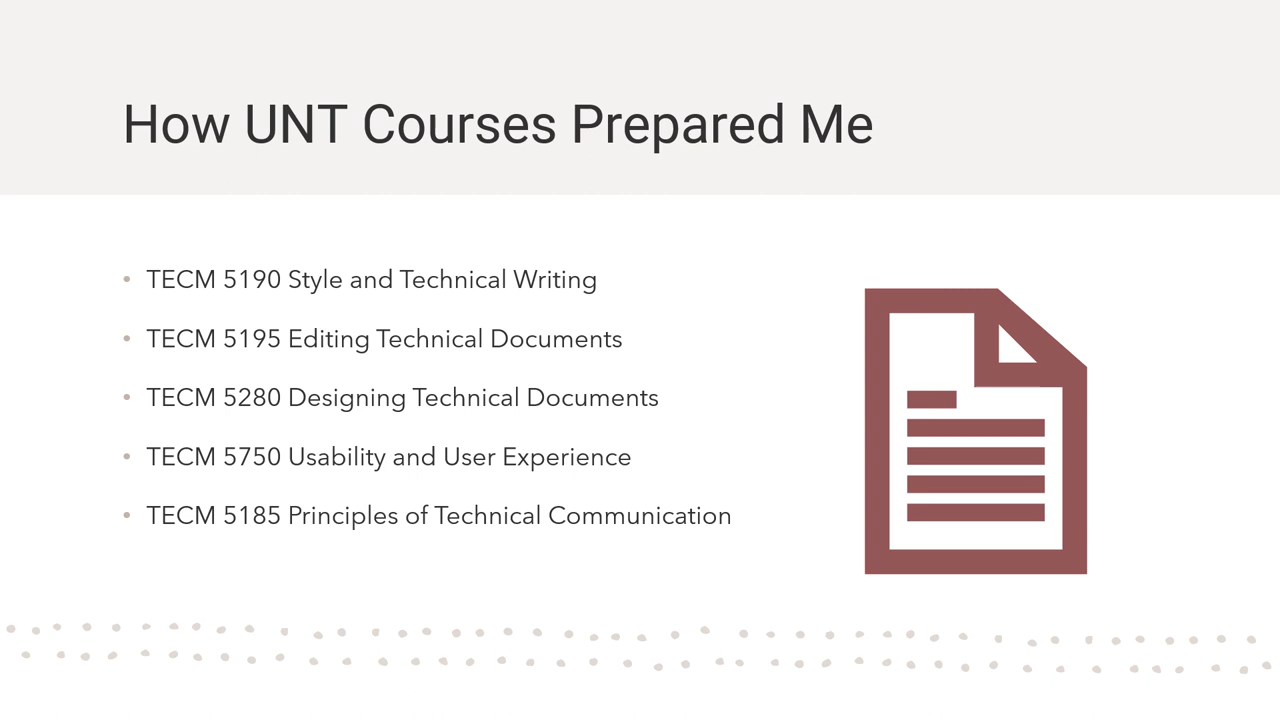 How UNT Courses Prepared Me
• TECM 5190 Style and Technical Writing
• TECM 5195 Editing Technical Documents
• TECM 5280 Designing Technical Documents
• TECM 5750 Usability and User Experience
• TECM 5185 Principles of Technical Communication